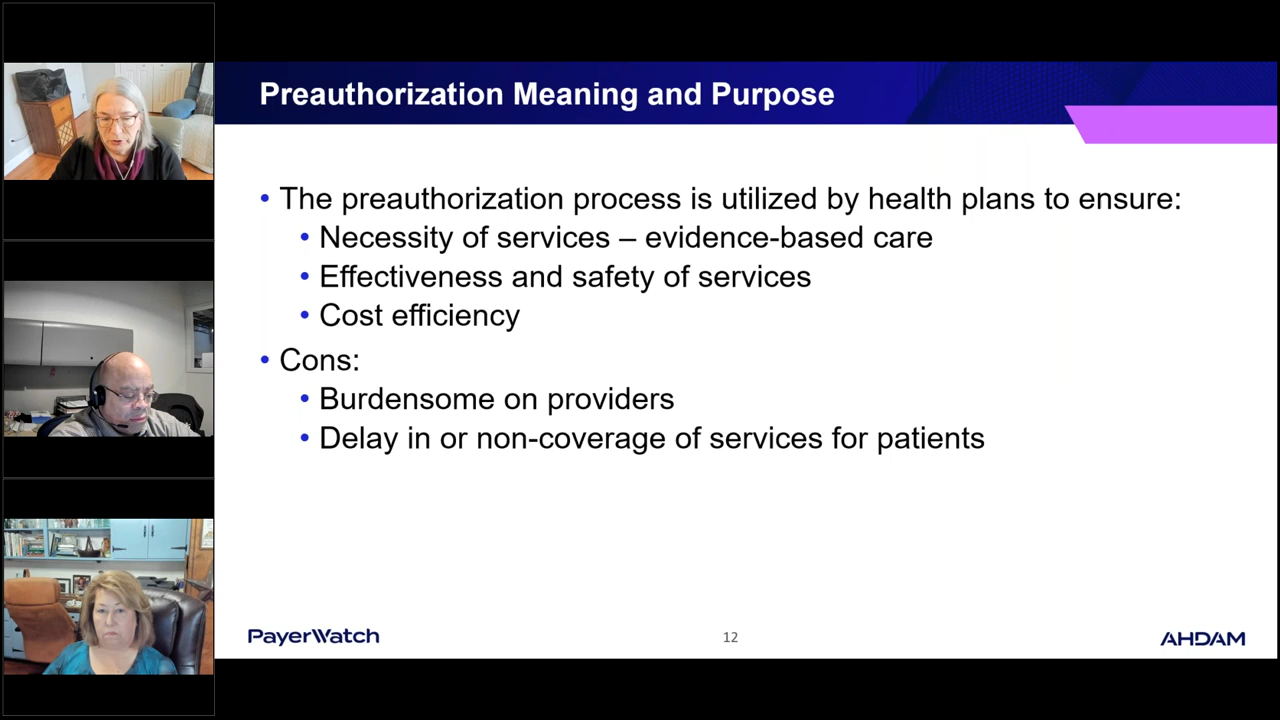 Preauthorization Meaning and Purpose
• The preauthorization process is utilized by health plans to ensure:
• Necessity of services – evidence-based care
• Effectiveness and safety of services
• Cost efficiency
• Cons:
• Burdensome on providers
• Delay in or non-coverage of services for patients
PayerWatch
12
AHDAM